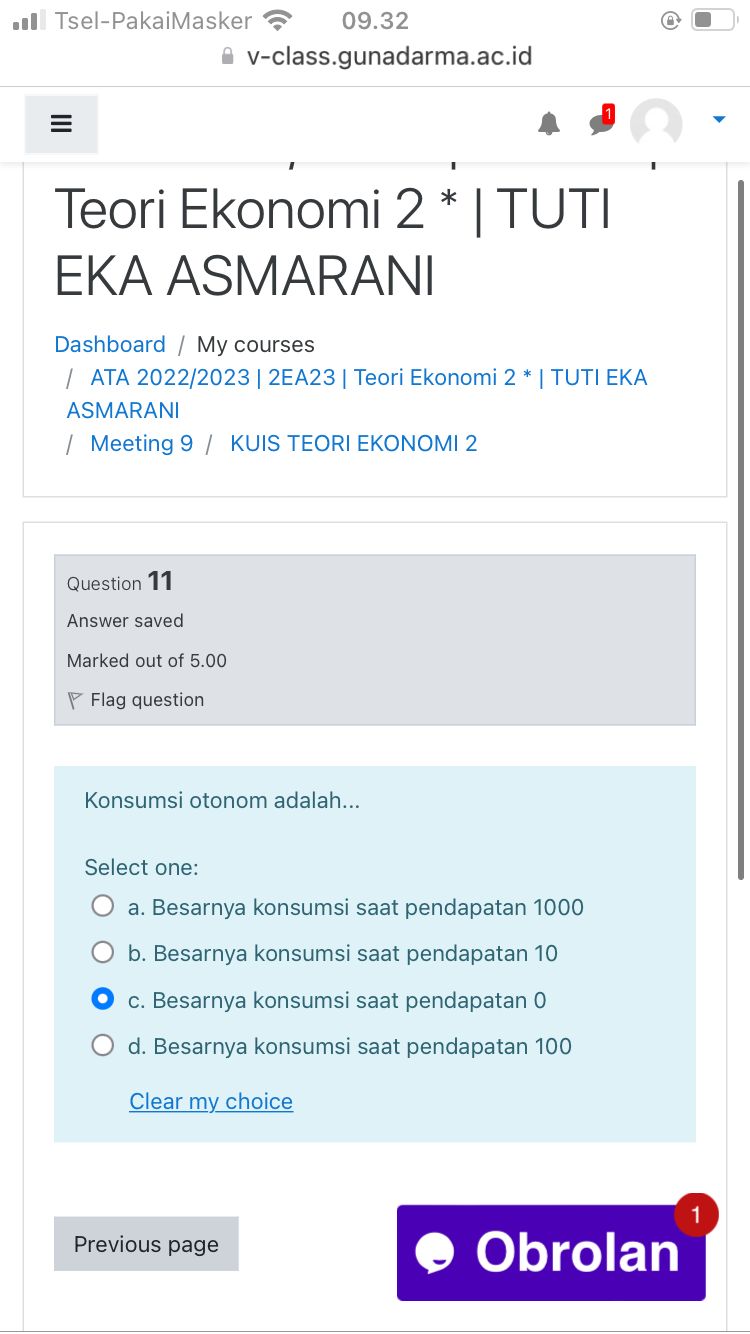 Tsel-PakaiMasker 09.32
v-class.gunadarma.ac.id
1
Teori Ekonomi 2 * | TUTI
EKA ASMARANI
Dashboard / My courses
/ ATA 2022/2023 | 2EA23 | Teori Ekonomi 2 * | TUTI EKA
ASMARANI
/ Meeting 9 / KUIS TEORI EKONOMI 2
Question 11
Answer saved
Marked out of 5.00
Flag question
Konsumsi otonom adalah...
Select one:
a. Besarnya konsumsi saat pendapatan 1000
b. Besarnya konsumsi saat pendapatan 10
c. Besarnya konsumsi saat pendapatan 0
d. Besarnya konsumsi saat pendapatan 100
Clear my choice
Previous page
1
Obrolan